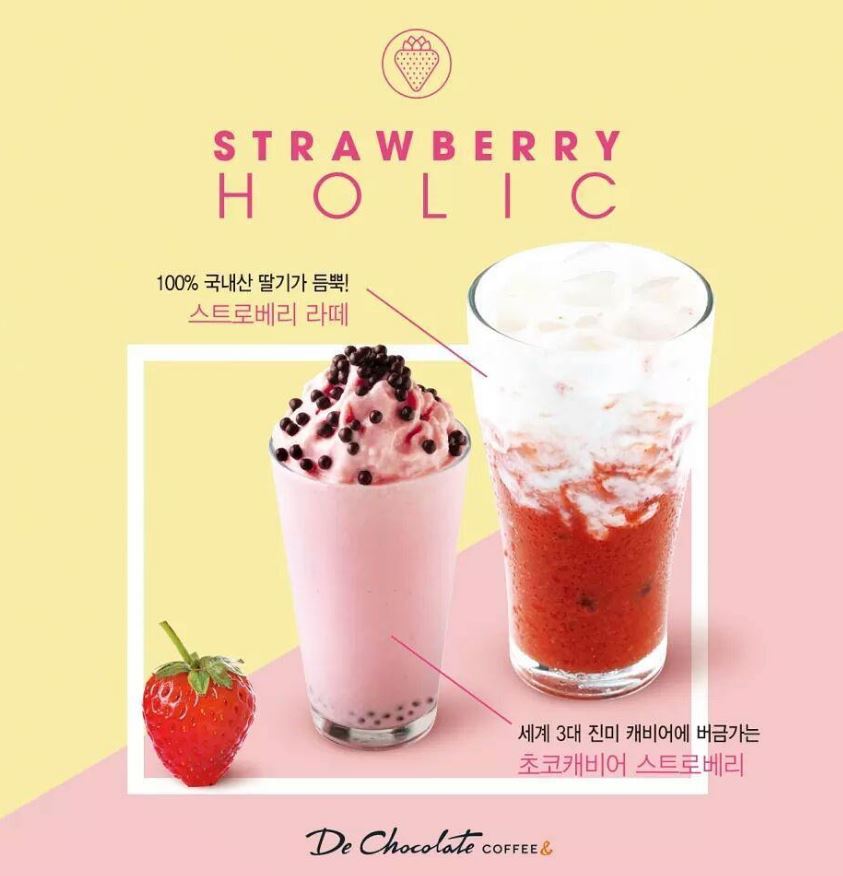 STRAWBERRY
HOLIC
100% 국내산 딸기가 듬뿍!
스트로베리 라떼
세계 3대 진미 캐비어에 버금가는
초코캐비어 스트로베리
De Chocolate COFFEE&